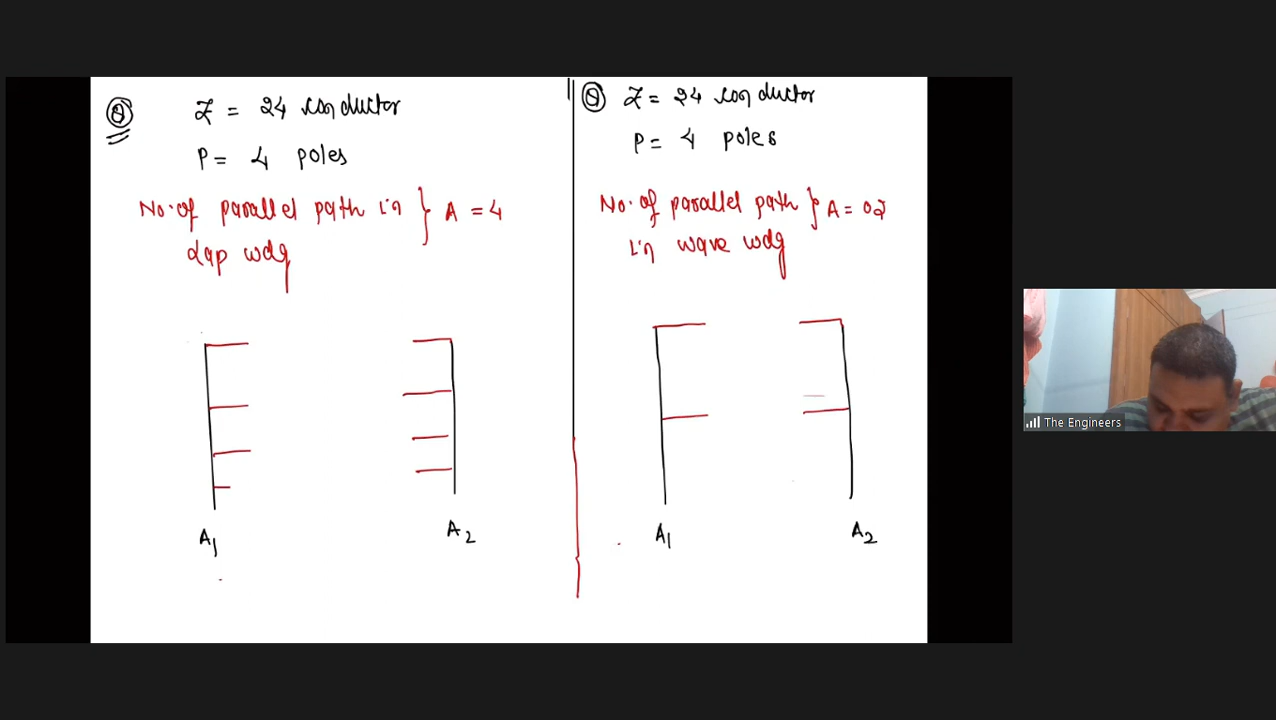 Q Z = 24 conductor
P = 4 poles
No. of parallel path in } A = 4
Lap wdg
A1 A2
Q Z = 24 conductor
P = 4 poles
No. of parallel path } A = 02
in wave wdg
A1 A2
The Engineers